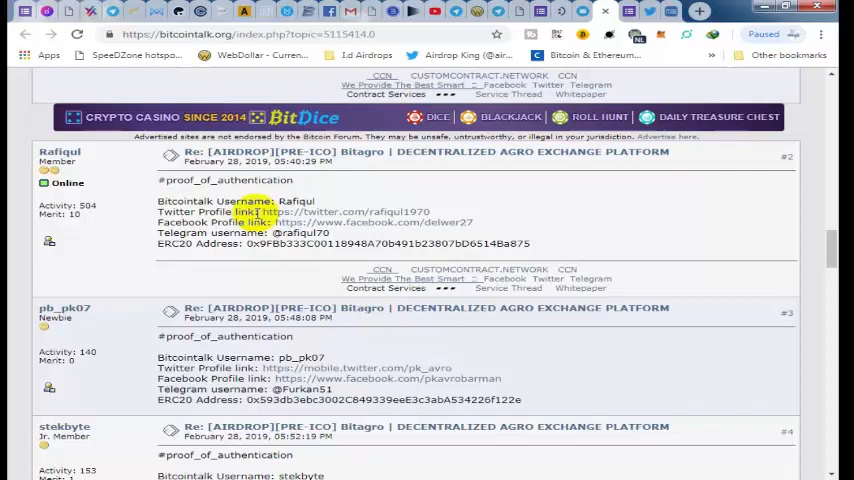 https://bitcointalk.org/index.php?topic=5115414.0
Paused
Apps
SpeeDZone hotspo...
WebDollar - Curren...
Id Airdrops
Airdrop King (@air...
Bitcoin & Ethereum...
»
Other bookmarks
CCN CUSTOMCONTRACT.NETWORK CCN
We Provide The Best Smart :: Facebook Twitter Telegram
Contract Services Service Thread Whitepaper
CRYPTO CASINO SINCE 2014 BitDice DICE BLACKJACK ROLL HUNT DAILY TREASURE CHEST
Advertised sites are not endorsed by the Bitcoin Forum. They may be unsafe, untrustworthy, or illegal in your jurisdiction. Advertise here.
Rafiqul
Member
Online
Activity: 504
Merit: 10
Re: [AIRDROP][PRE-ICO] Bitagro | DECENTRALIZED AGRO EXCHANGE PLATFORM
February 28, 2019, 05:40:29 PM
#2
#proof_of_authentication
Bitcointalk Username: Rafiqul
Twitter Profile link: https://twitter.com/rafiqul1970
Facebook Profile link: https://www.facebook.com/delwer27
Telegram username: @rafiqul70
ERC20 Address: 0x9FBb333C00118948A70b491b23807bD6514Ba875
CCN CUSTOMCONTRACT.NETWORK CCN
We Provide The Best Smart :: Facebook Twitter Telegram
Contract Services Service Thread Whitepaper
pb_pk07
Newbie
Activity: 140
Merit: 0
Re: [AIRDROP][PRE-ICO] Bitagro | DECENTRALIZED AGRO EXCHANGE PLATFORM
February 28, 2019, 05:48:08 PM
#3
#proof_of_authentication
Bitcointalk Username: pb_pk07
Twitter Profile link: https://mobile.twitter.com/pk_avro
Facebook Profile link: https://www.facebook.com/pkavrobarman
Telegram username: @Furkan51
ERC20 Address: 0x593db3ebc3002C849339eeE3c3abA534226f122e
stekbyte
Jr. Member
Activity: 153
Merit: 1
Re: [AIRDROP][PRE-ICO] Bitagro | DECENTRALIZED AGRO EXCHANGE PLATFORM
February 28, 2019, 05:52:19 PM
#4
#proof_of_authentication
Bitcointalk Username: stekbyte